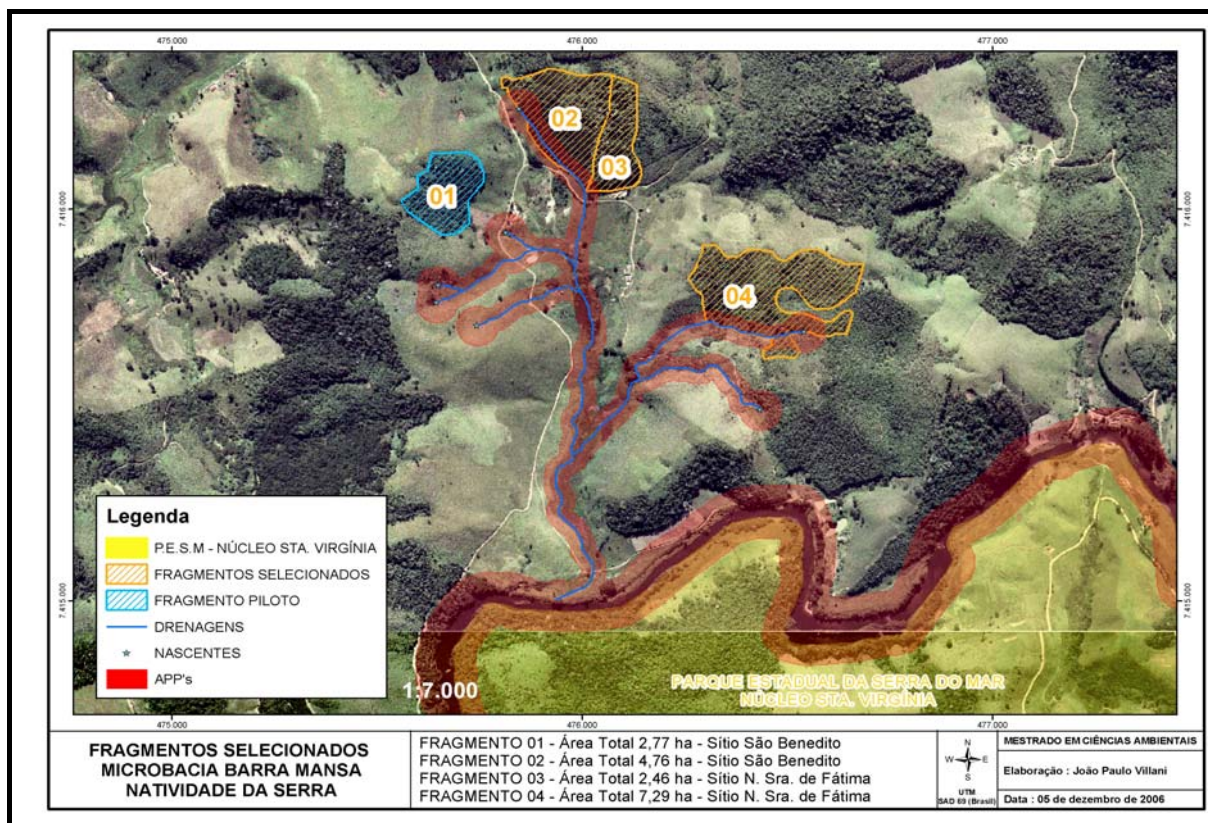 475.000 476.000 477.000
7.416.000
7.416.000
01
02
03
04
Legenda
P.E.S.M - NÚCLEO STA. VIRGÍNIA
FRAGMENTOS SELECIONADOS
FRAGMENTO PILOTO
DRENAGENS
NASCENTES
APP's
7.415.000
7.415.000
1:7.000
PARQUE ESTADUAL DA SERRA DO MAR
NÚCLEO STA. VIRGÍNIA
475.000 476.000 477.000
FRAGMENTOS SELECIONADOS
MICROBACIA BARRA MANSA
NATIVIDADE DA SERRA
FRAGMENTO 01 - Área Total 2,77 ha - Sítio São Benedito
FRAGMENTO 02 - Área Total 4,76 ha - Sítio São Benedito
FRAGMENTO 03 - Área Total 2,46 ha - Sítio N. Sra. de Fátima
FRAGMENTO 04 - Área Total 7,29 ha - Sítio N. Sra. de Fátima
N
W E
S
UTM
SAD 69 (Brasil)
MESTRADO EM CIÊNCIAS AMBIENTAIS
Elaboração : João Paulo Villani
Data : 05 de dezembro de 2006